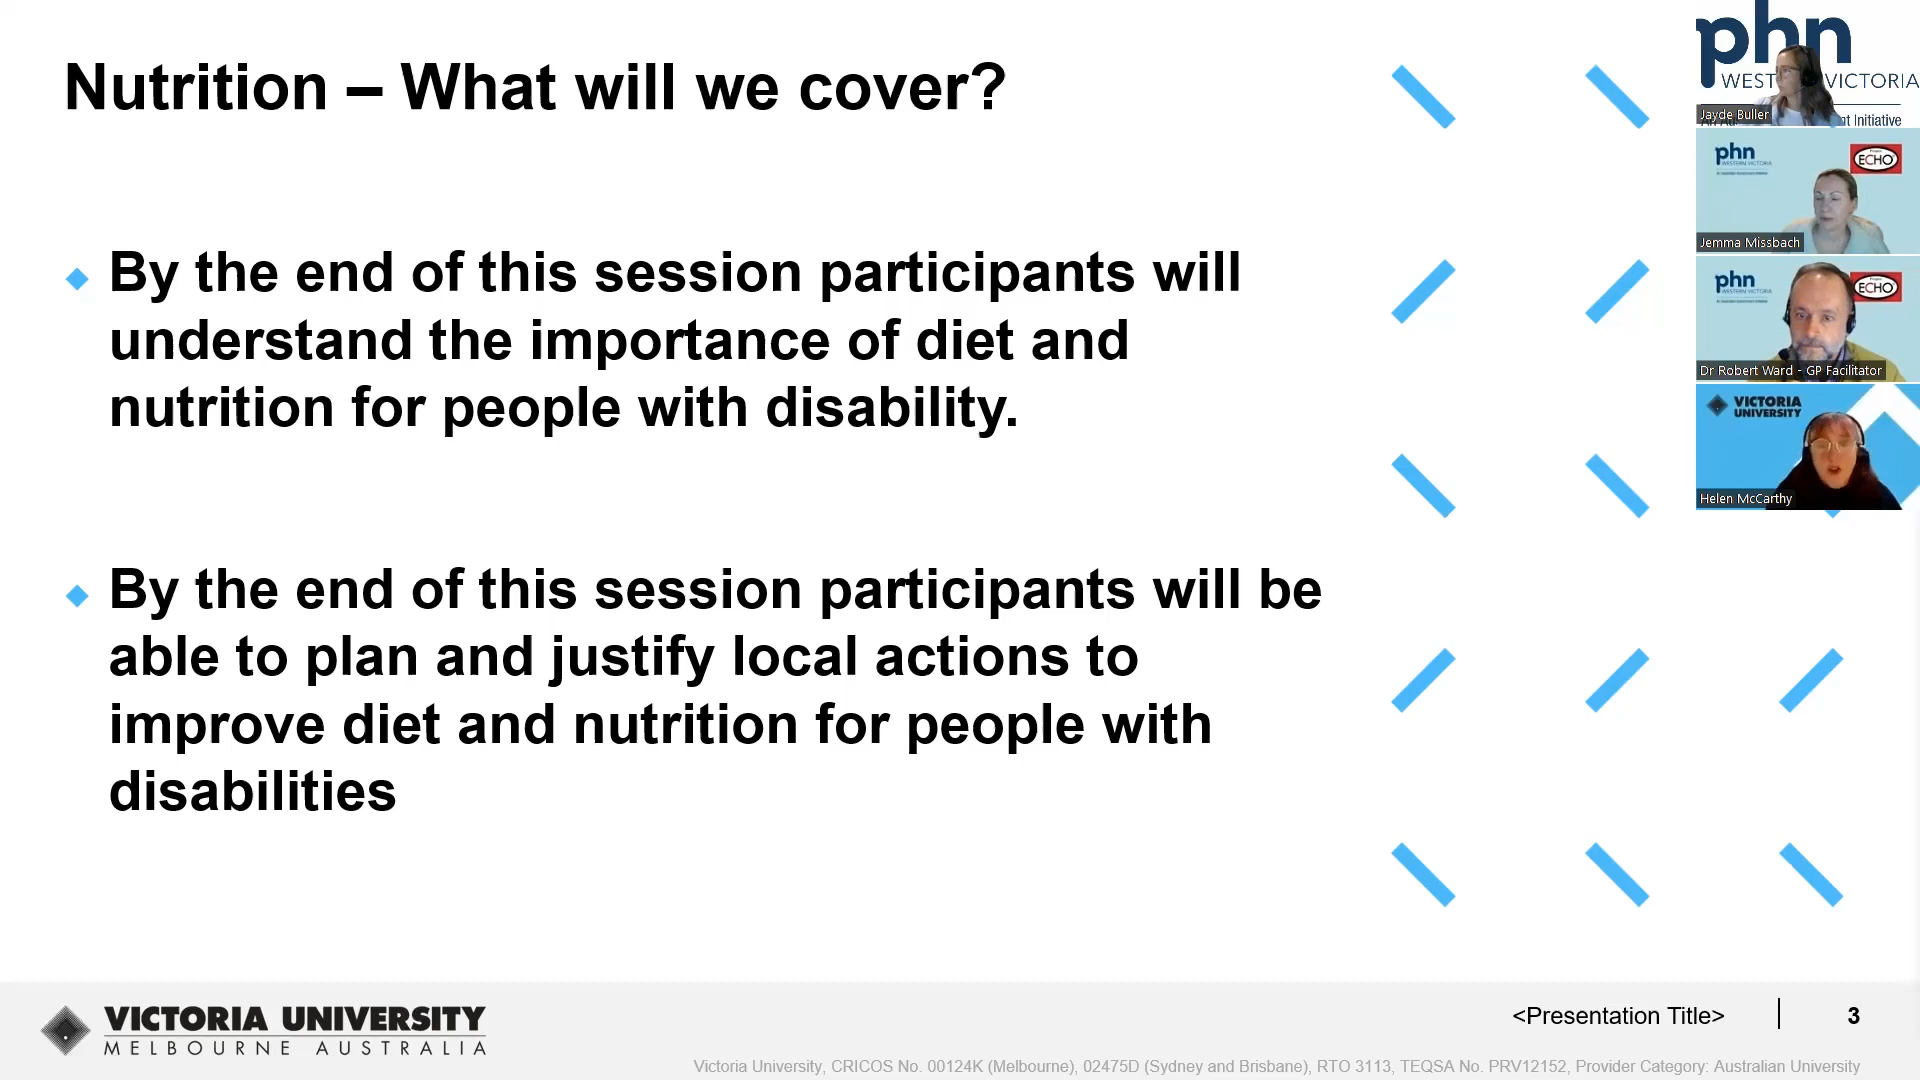 Nutrition – What will we cover?
By the end of this session participants will
understand the importance of diet and
nutrition for people with disability.
By the end of this session participants will be
able to plan and justify local actions to
improve diet and nutrition for people with
disabilities
phn
WEST VICTORIA
nt Initiative
Jayde Buller
phn
WESTERN VICTORIA
ECHO
Jemma Missbach
phn
WESTERN VICTORIA
ECHO
Dr Robert Ward - GP Facilitator
VICTORIA
UNIVERSITY
Helen McCarthy
VICTORIA UNIVERSITY
MELBOURNE AUSTRALIA
<Presentation Title>
3
Victoria University, CRICOS No. 00124K (Melbourne), 02475D (Sydney and Brisbane), RTO 3113, TEQSA No. PRV12152, Provider Category: Australian University